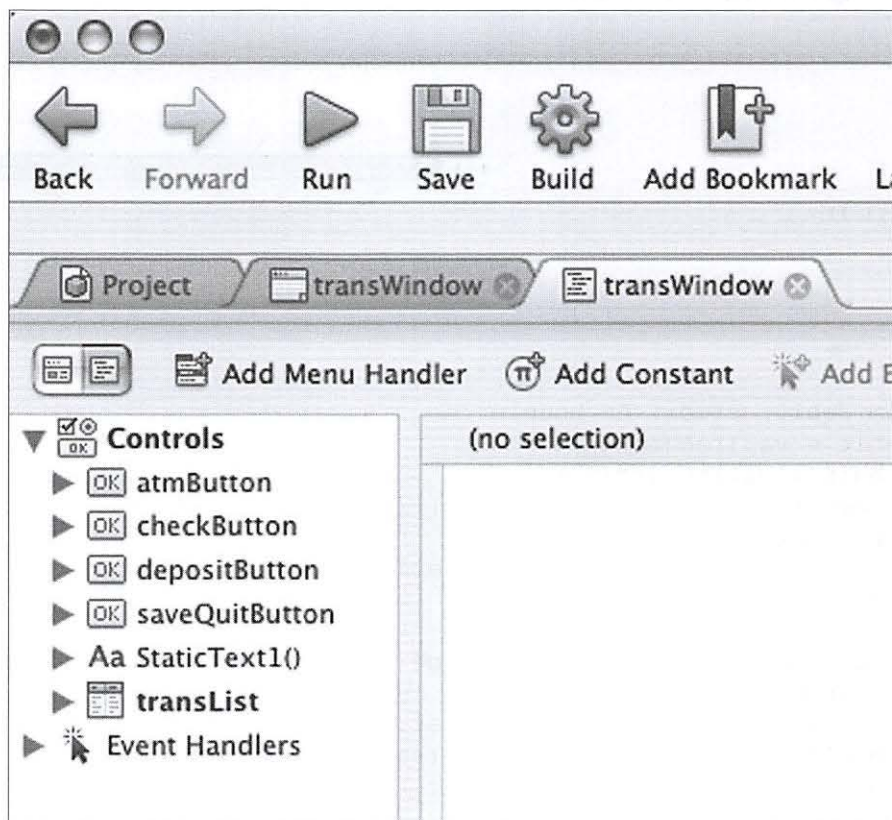 Back Forward Run Save Build Add Bookmark
Project transWindow transWindow
Add Menu Handler Add Constant Add
Controls
(no selection)
OK atmButton
OK checkButton
OK depositButton
OK saveQuitButton
Aa StaticText1()
transList
Event Handlers